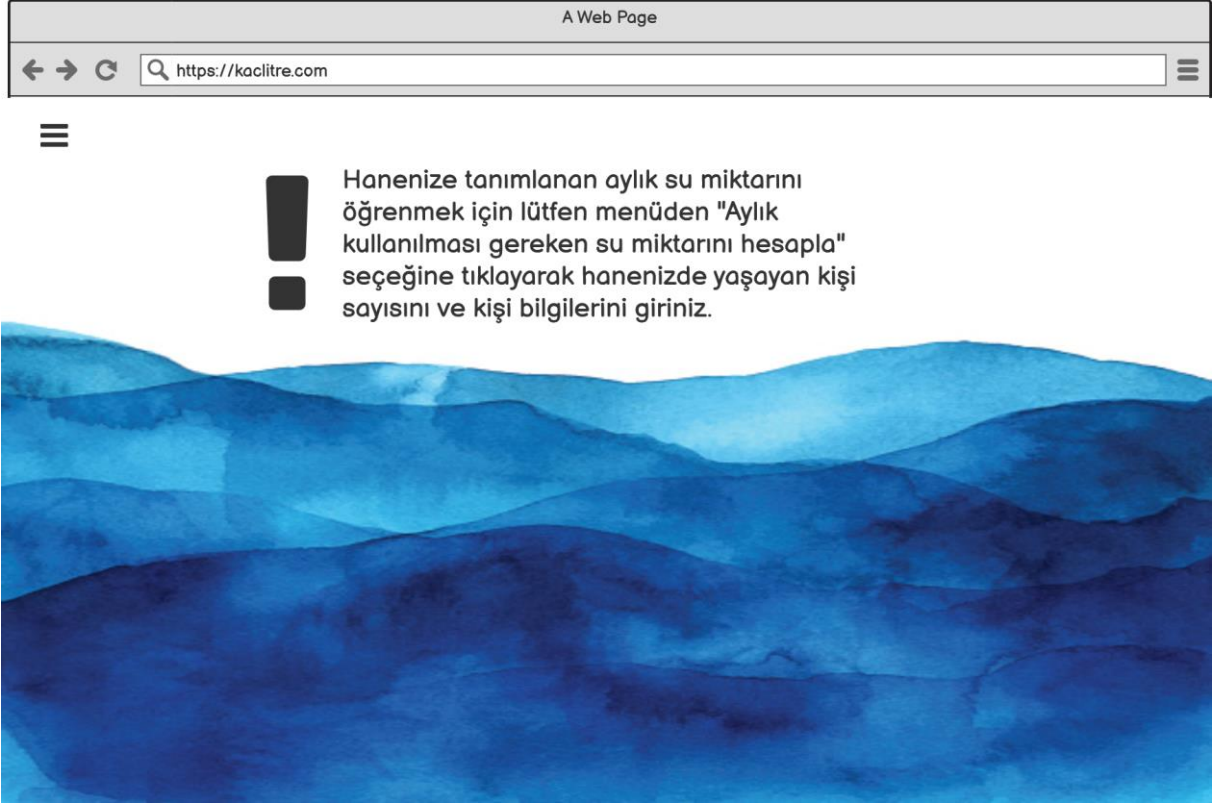 A Web Page
https://kaclitre.com
Hanenize tanımlanan aylık su miktarını
öğrenmek için lütfen menüden "Aylık
kullanılması gereken su miktarını hesapla"
seçeğine tıklayarak hanenizde yaşayan kişi
sayısını ve kişi bilgilerini giriniz.